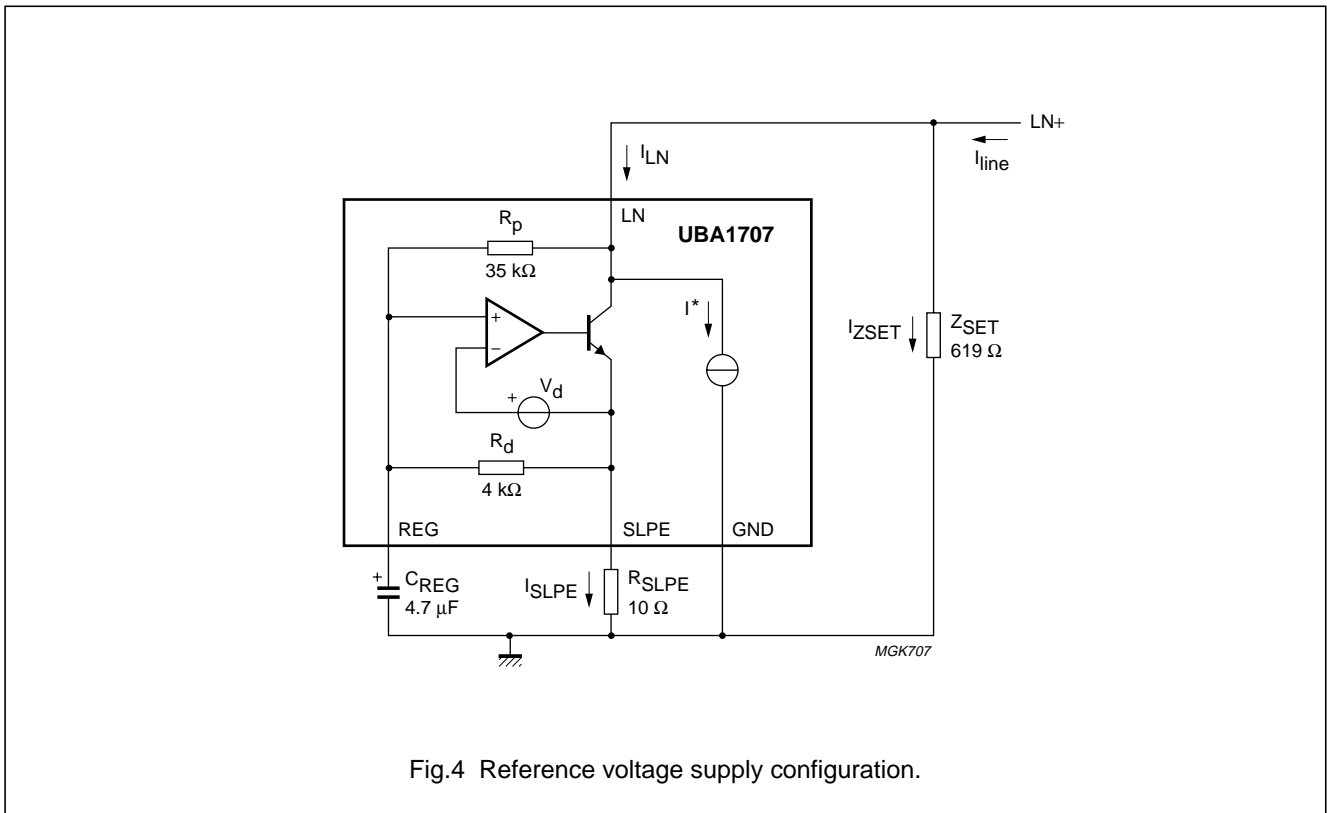 LN+
I_line
I_LN
LN
UBA1707
R_p
35 kΩ
I*
I_ZSET
Z_SET
619 Ω
+
−
+ V_d
R_d
4 kΩ
REG SLPE GND
+ C_REG
4.7 μF
I_SLPE
R_SLPE
10 Ω
MGK707
Fig.4 Reference voltage supply configuration.